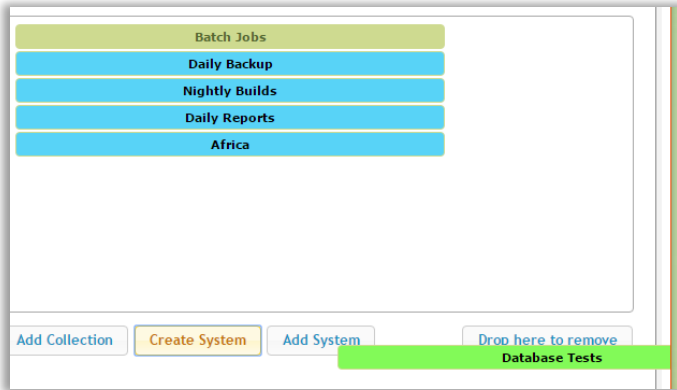 Batch Jobs
Daily Backup
Nightly Builds
Daily Reports
Africa
Add Collection Create System Add System Drop here to remove
Database Tests